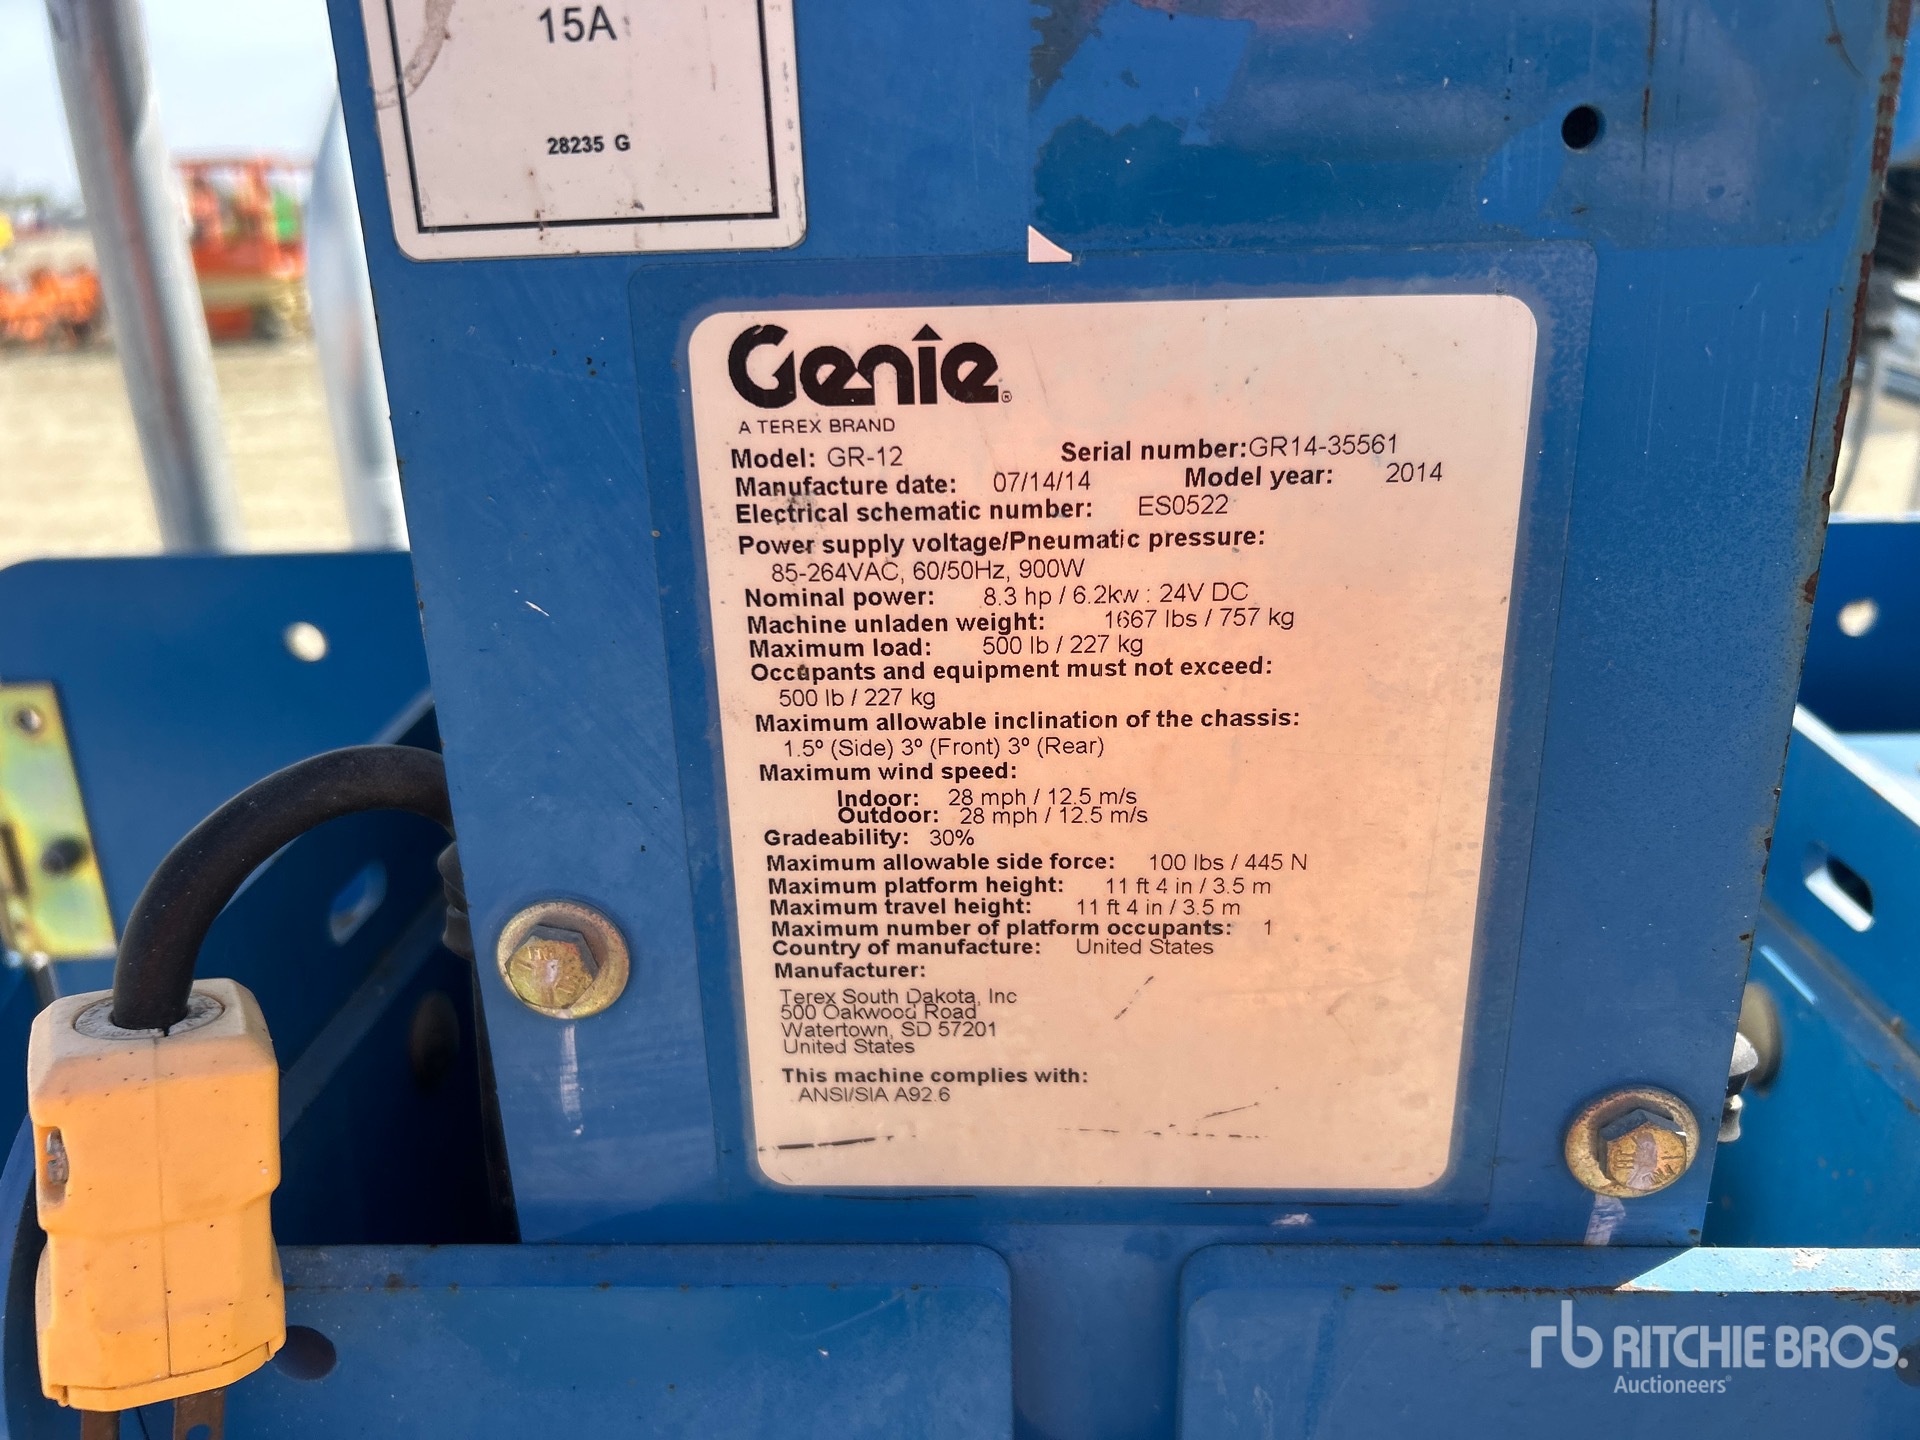 15A
28235 G
Genie®
A TEREX BRAND
Model: GR-12 Serial number:GR14-35561
Manufacture date: 07/14/14 Model year: 2014
Electrical schematic number: ES0522
Power supply voltage/Pneumatic pressure:
85-264VAC, 60/50Hz, 900W
Nominal power: 8.3 hp / 6.2kw : 24V DC
Machine unladen weight: 1667 lbs / 757 kg
Maximum load: 500 lb / 227 kg
Occupants and equipment must not exceed:
500 lb / 227 kg
Maximum allowable inclination of the chassis:
1.5º (Side) 3º (Front) 3º (Rear)
Maximum wind speed:
Indoor: 28 mph / 12.5 m/s
Outdoor: 28 mph / 12.5 m/s
Gradeability: 30%
Maximum allowable side force: 100 lbs / 445 N
Maximum platform height: 11 ft 4 in / 3.5 m
Maximum travel height: 11 ft 4 in / 3.5 m
Maximum number of platform occupants: 1
Country of manufacture: United States
Manufacturer:
Terex South Dakota, Inc
500 Oakwood Road
Watertown, SD 57201
United States
This machine complies with:
ANSI/SIA A92.6
rb RITCHIE BROS.
Auctioneers®